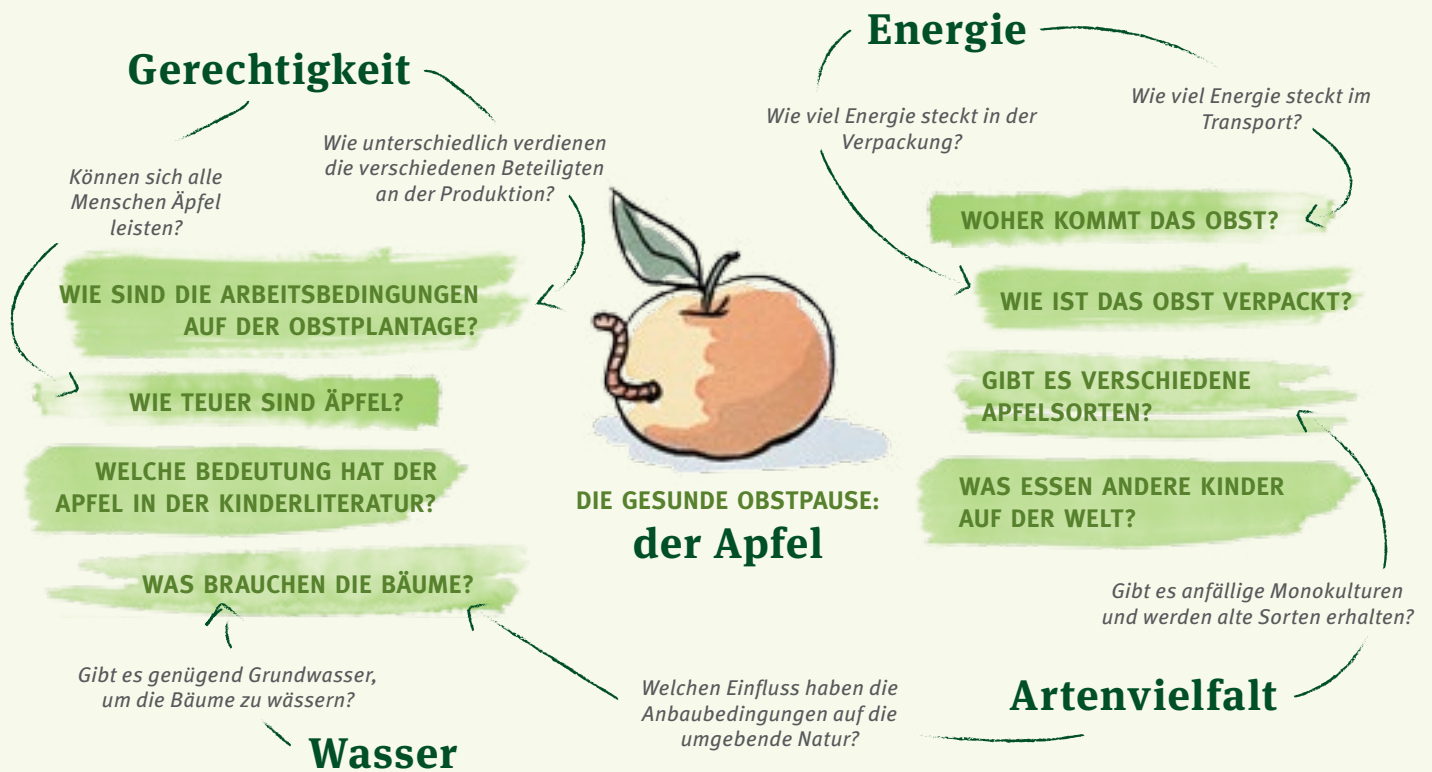 Gerechtigkeit
Können sich alle
Menschen Äpfel
leisten?
Wie unterschiedlich verdienen
die verschiedenen Beteiligten
an der Produktion?
WIE SIND DIE ARBEITSBEDINGUNGEN
AUF DER OBSTPLANTAGE?
WIE TEUER SIND ÄPFEL?
WELCHE BEDEUTUNG HAT DER
APFEL IN DER KINDERLITERATUR?
WAS BRAUCHEN DIE BÄUME?
Gibt es genügend Grundwasser,
um die Bäume zu wässern?
Wasser
DIE GESUNDE OBSTPAUSE:
der Apfel
Energie
Wie viel Energie steckt in der
Verpackung?
Wie viel Energie steckt im
Transport?
WOHER KOMMT DAS OBST?
WIE IST DAS OBST VERPACKT?
GIBT ES VERSCHIEDENE
APFELSORTEN?
WAS ESSEN ANDERE KINDER
AUF DER WELT?
Gibt es anfällige Monokulturen
und werden alte Sorten erhalten?
Artenvielfalt
Welchen Einfluss haben die
Anbaubedingungen auf die
umgebende Natur?